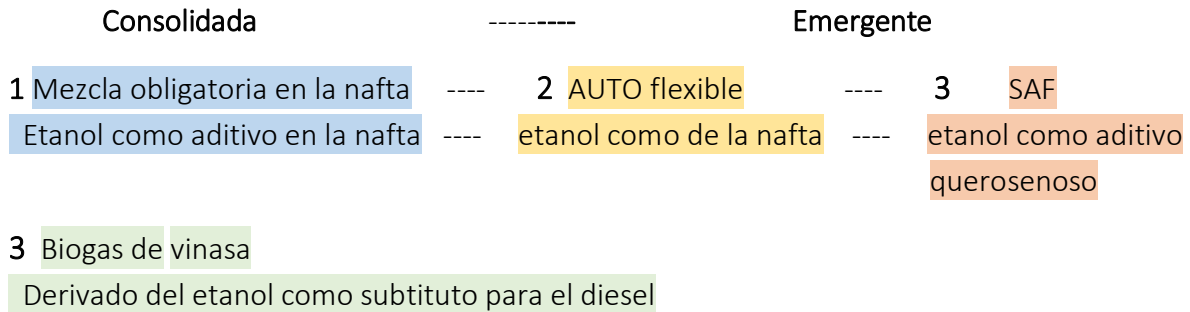 Consolidada --------- Emergente
1 Mezcla obligatoria en la nafta ---- 2 AUTO flexible ---- 3 SAF
Etanol como aditivo en la nafta ---- etanol como de la nafta ---- etanol como aditivo
querosenoso
3 Biogas de vinasa
Derivado del etanol como subtituto para el diesel